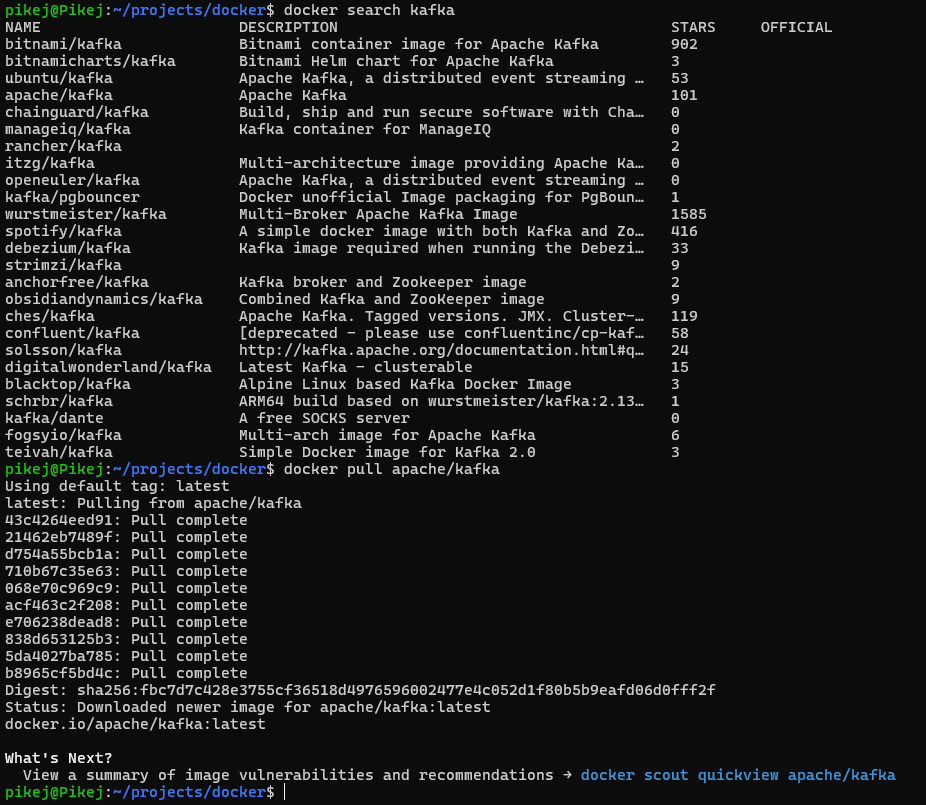 pikej@Pikej:~/projects/docker$ docker search kafka
NAME DESCRIPTION STARS OFFICIAL
bitnami/kafka Bitnami container image for Apache Kafka 902
bitnamicharts/kafka Bitnami Helm chart for Apache Kafka 3
ubuntu/kafka Apache Kafka, a distributed event streaming … 53
apache/kafka Apache Kafka 101
chainguard/kafka Build, ship and run secure software with Cha… 0
manageiq/kafka Kafka container for ManageIQ 0
rancher/kafka 2
itzg/kafka Multi-architecture image providing Apache Ka… 0
openeuler/kafka Apache Kafka, a distributed event streaming … 0
kafka/pgbouncer Docker unofficial Image packaging for PgBoun… 1
wurstmeister/kafka Multi-Broker Apache Kafka Image 1585
spotify/kafka A simple docker image with both Kafka and Zo… 416
debezium/kafka Kafka image required when running the Debezi… 33
strimzi/kafka 9
anchorfree/kafka Kafka broker and Zookeeper image 2
obsidiandynamics/kafka Combined Kafka and ZooKeeper image 9
ches/kafka Apache Kafka. Tagged versions. JMX. Cluster-… 119
confluent/kafka [deprecated - please use confluentinc/cp-kaf… 58
solsson/kafka http://kafka.apache.org/documentation.html#q… 24
digitalwonderland/kafka Latest Kafka - clusterable 15
blacktop/kafka Alpine Linux based Kafka Docker Image 3
schrbr/kafka ARM64 build based on wurstmeister/kafka:2.13… 1
kafka/dante A free SOCKS server 0
fogsyio/kafka Multi-arch image for Apache Kafka 6
teivah/kafka Simple Docker image for Kafka 2.0 3
pikej@Pikej:~/projects/docker$ docker pull apache/kafka
Using default tag: latest
latest: Pulling from apache/kafka
43c4264eed91: Pull complete
21462eb7489f: Pull complete
d754a55bcb1a: Pull complete
710b67c35e63: Pull complete
068e70c969c9: Pull complete
acf463c2f208: Pull complete
e706238dead8: Pull complete
838d653125b3: Pull complete
5da4027ba785: Pull complete
b8965cf5bd4c: Pull complete
Digest: sha256:fbc7d7c428e3755cf36518d4976596002477e4c052d1f80b5b9eafd06d0fff2f
Status: Downloaded newer image for apache/kafka:latest
docker.io/apache/kafka:latest
What's Next?
View a summary of image vulnerabilities and recommendations → docker scout quickview apache/kafka
pikej@Pikej:~/projects/docker$